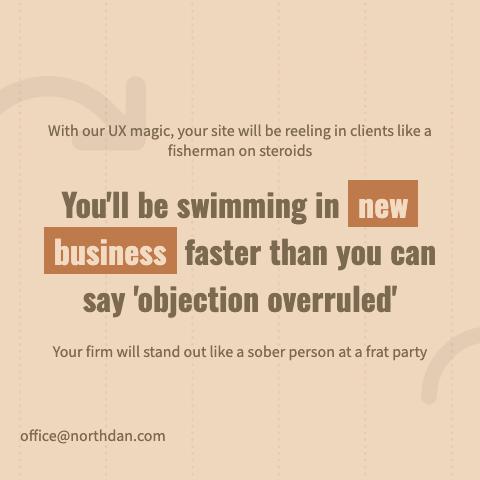 With our UX magic, your site will be reeling in clients like a
fisherman on steroids
You'll be swimming in new
business faster than you can
say 'objection overruled'
Your firm will stand out like a sober person at a frat party
office@northdan.com